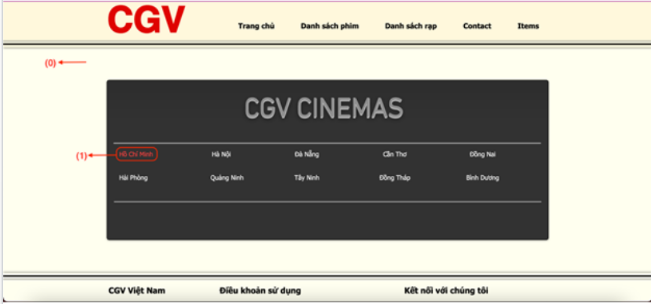 CGV
Trang chủ Danh sách phim Danh sách rạp Contact Items
(0)
CGV CINEMAS
(1) Hồ Chí Minh Hà Nội Đà Nẵng Cần Thơ Đồng Nai
Hải Phòng Quảng Ninh Tây Ninh Đồng Tháp Bình Dương
CGV Việt Nam Điều khoản sử dụng Kết nối với chúng tôi